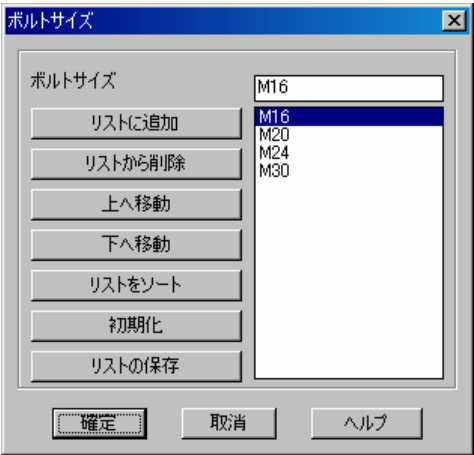 ボルトサイズ
ボルトサイズ
M16
リストに追加
リストから削除
上へ移動
下へ移動
リストをソート
初期化
リストの保存
M16
M20
M24
M30
確定
取消
ヘルプ